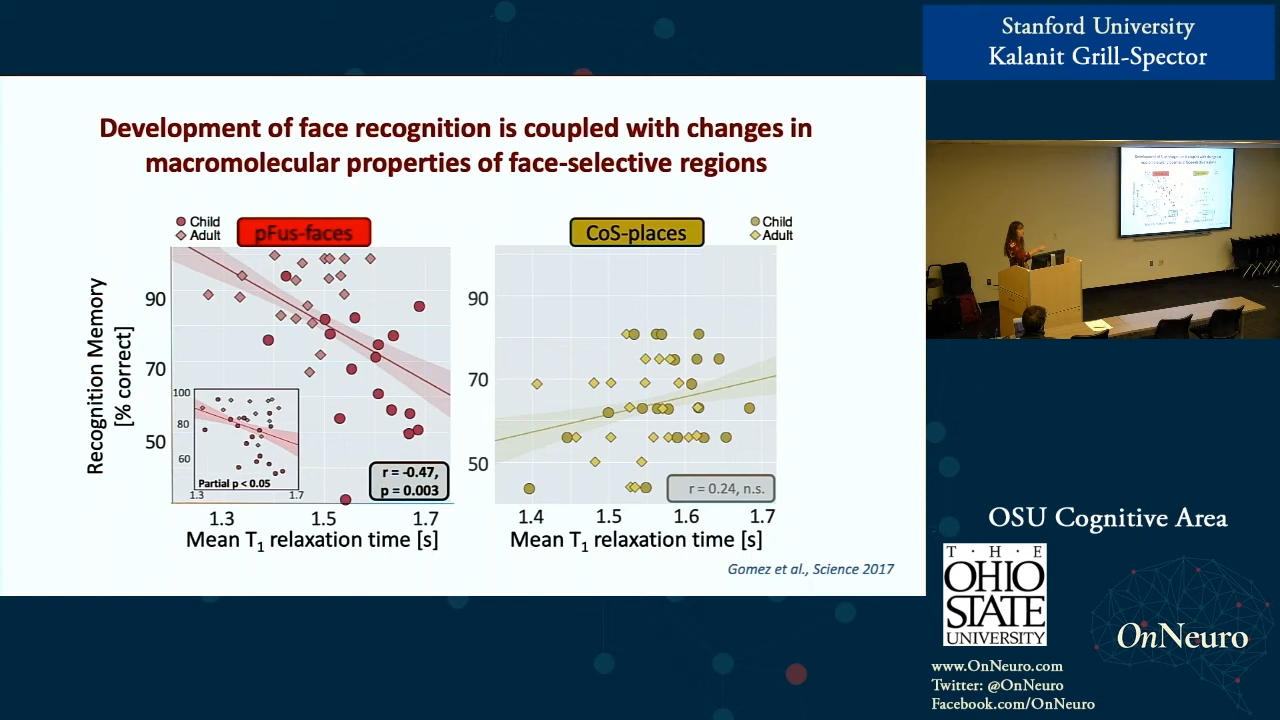 Stanford University
Kalanit Grill-Spector
Development of face recognition is coupled with changes in
macromolecular properties of face-selective regions
Child
Adult
pFus-faces
CoS-places
Child
Adult
Recognition Memory
[% correct]
90
70
50
100
80
60
Partial p < 0.05
1.3
1.7
r = -0.47,
p = 0.003
1.3
1.5
1.7
Mean T1 relaxation time [s]
90
70
50
r = 0.24, n.s.
1.4
1.5
1.6
1.7
Mean T1 relaxation time [s]
Gomez et al., Science 2017
OSU Cognitive Area
T · H · E
OHIO
STATE
UNIVERSITY
OnNeuro
www.OnNeuro.com
Twitter: @OnNeuro
Facebook.com/OnNeuro